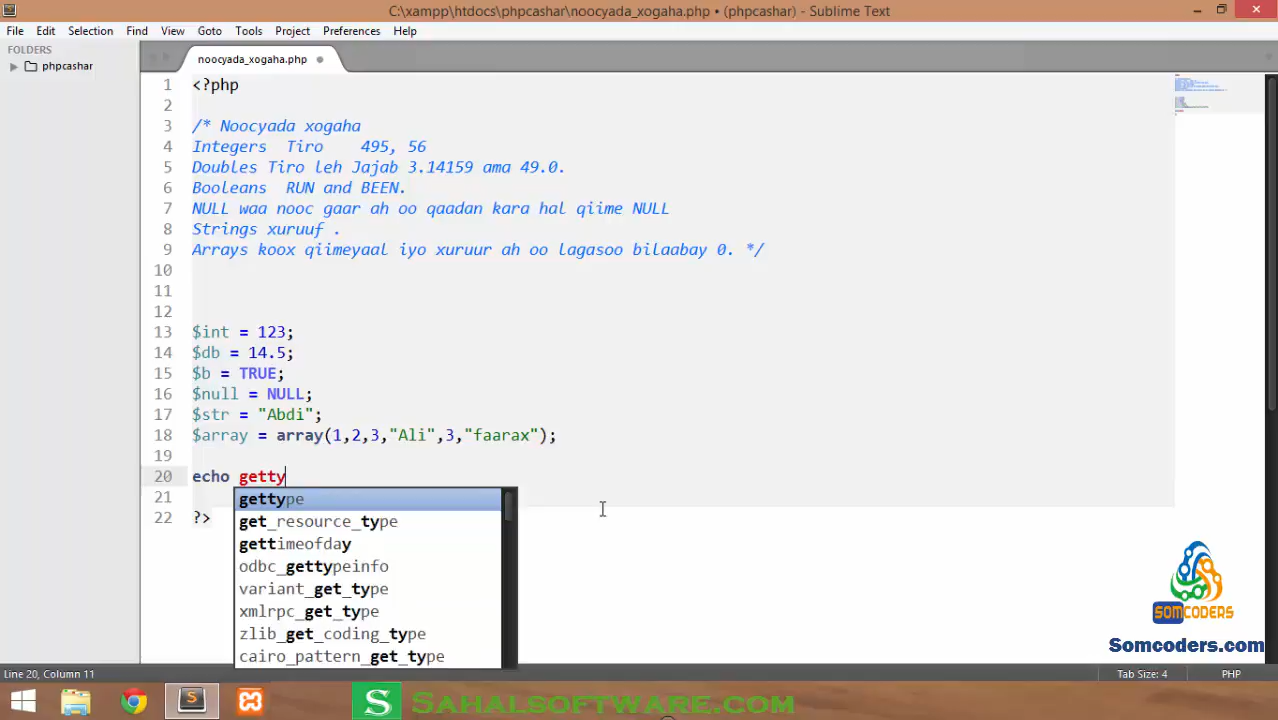 C:\xampp\htdocs\phpcashar\noocyada_xogaha.php • (phpcashar) - Sublime Text
File Edit Selection Find View Goto Tools Project Preferences Help
FOLDERS
phpcashar
noocyada_xogaha.php
1 <?php
2
3 /* Noocyada xogaha
4 Integers  Tiro    495, 56
5 Doubles Tiro leh Jajab 3.14159 ama 49.0.
6 Booleans  RUN and BEEN.
7 NULL waa nooc gaar ah oo qaadan kara hal qiime NULL
8 Strings xuruuf .
9 Arrays koox qiimeyaal iyo xuruur ah oo lagasoo bilaabay 0. */
10
11
12
13 $int = 123;
14 $db = 14.5;
15 $b = TRUE;
16 $null = NULL;
17 $str = "Abdi";
18 $array = array(1,2,3,"Ali",3,"faarax");
19
20 echo getty
21
22 ?>
gettype
get_resource_type
gettimeofday
odbc_gettypeinfo
variant_get_type
xmlrpc_get_type
zlib_get_coding_type
cairo_pattern_get_type
SOMCODERS
Somcoders.com
Line 20, Column 11
Tab Size: 4
PHP
S
S SAHALSOFTWARE.COM